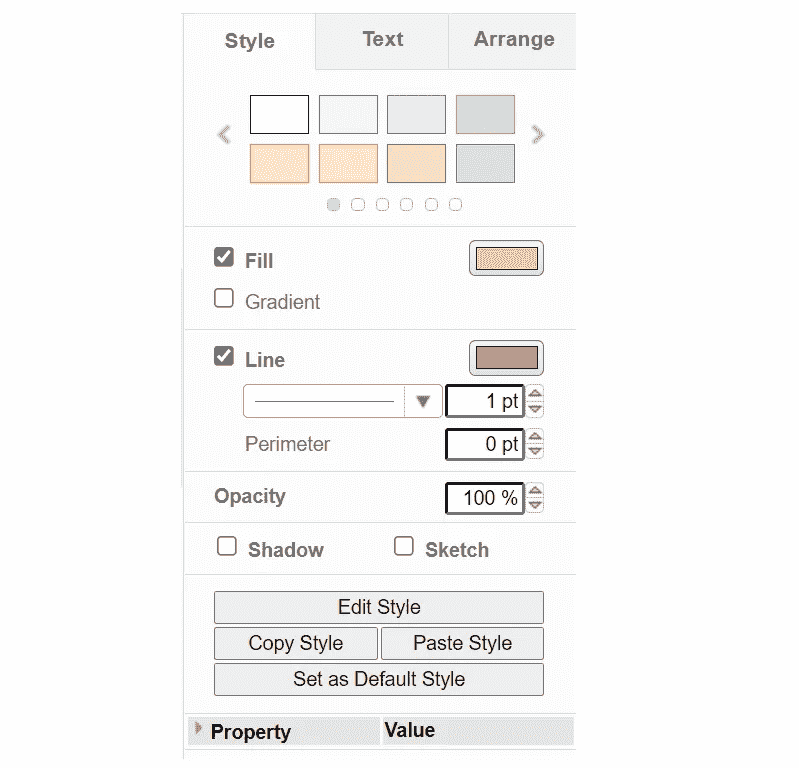 Style Text Arrange
Fill
Gradient
Line
1 pt
Perimeter 0 pt
Opacity 100 %
Shadow Sketch
Edit Style
Copy Style Paste Style
Set as Default Style
Property Value